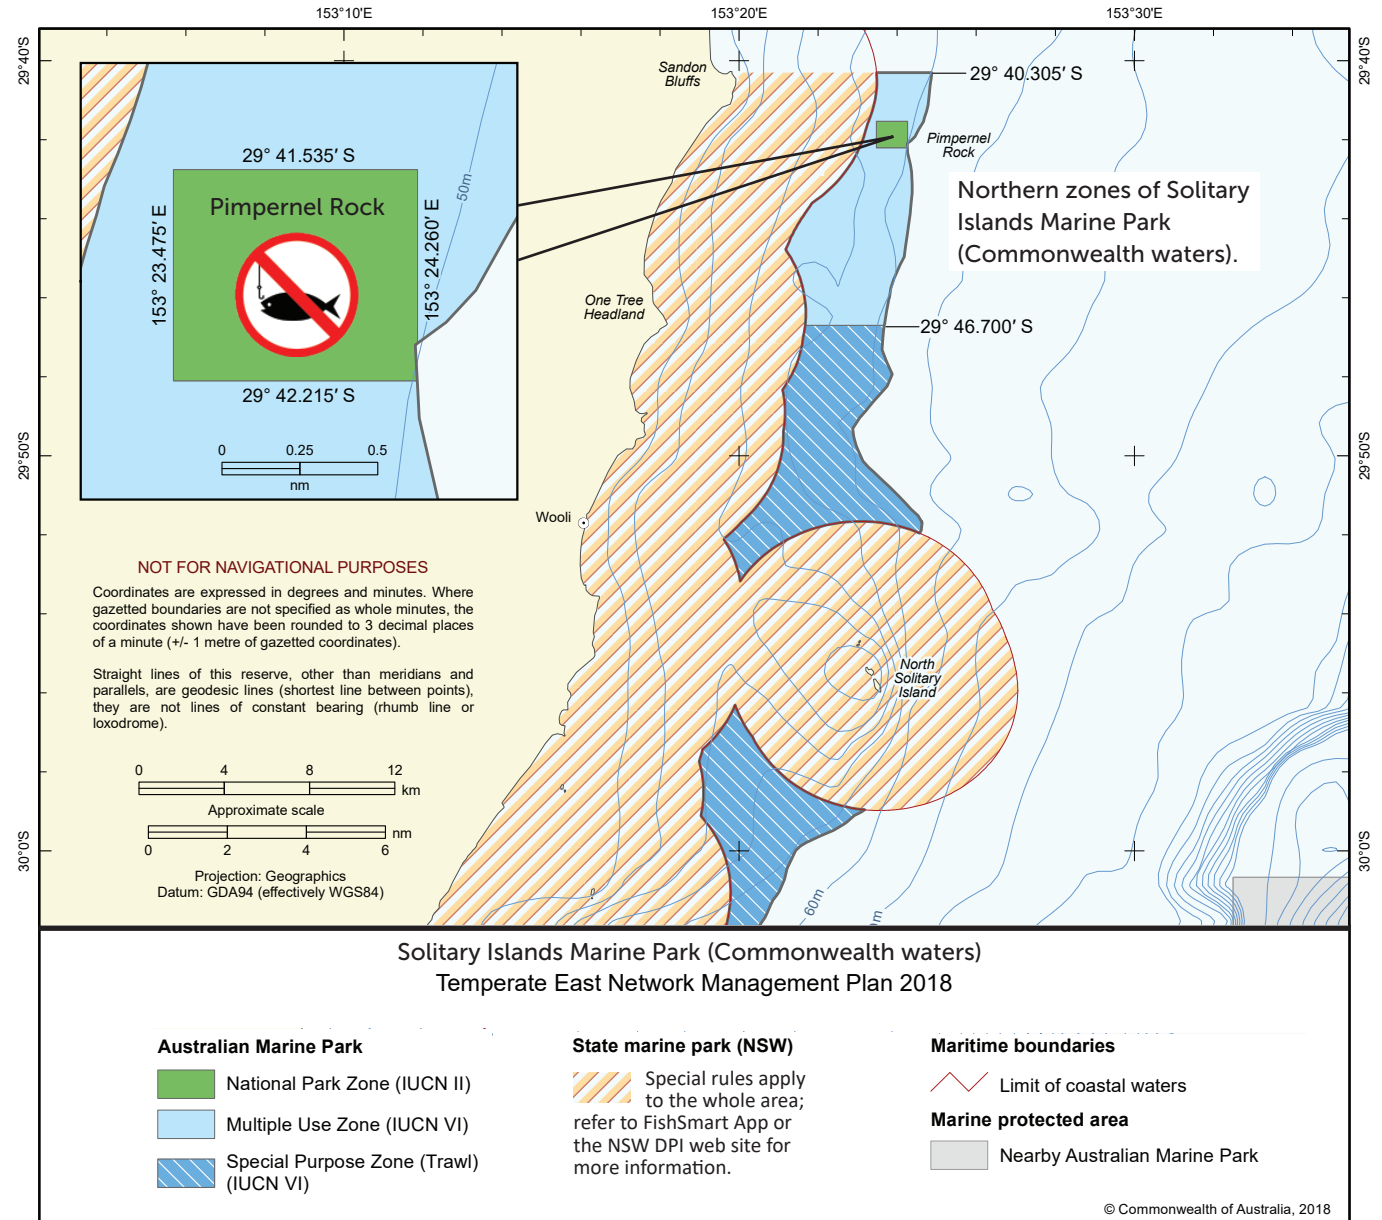 153°10'E
153°20'E
153°30'E
29°40'S
29°40'S
Sandon
Bluffs
29° 40.305′ S
Pimpernel
Rock
29° 41.535′ S
Pimpernel Rock
153° 23.475′ E
153° 24.260′ E
50m
29° 42.215′ S
0 0.25 0.5
nm
Northern zones of Solitary
Islands Marine Park
(Commonwealth waters).
One Tree
Headland
29° 46.700′ S
29°50'S
29°50'S
Wooli
NOT FOR NAVIGATIONAL PURPOSES
Coordinates are expressed in degrees and minutes. Where
gazetted boundaries are not specified as whole minutes, the
coordinates shown have been rounded to 3 decimal places
of a minute (+/- 1 metre of gazetted coordinates).
Straight lines of this reserve, other than meridians and
parallels, are geodesic lines (shortest line between points),
they are not lines of constant bearing (rhumb line or
loxodrome).
North
Solitary
Island
0 4 8 12
km
Approximate scale
nm
0 2 4 6
Projection: Geographics
Datum: GDA94 (effectively WGS84)
30°0'S
30°0'S
60m
m
Solitary Islands Marine Park (Commonwealth waters)
Temperate East Network Management Plan 2018
Australian Marine Park
National Park Zone (IUCN II)
Multiple Use Zone (IUCN VI)
Special Purpose Zone (Trawl)
(IUCN VI)
State marine park (NSW)
Special rules apply
to the whole area;
refer to FishSmart App or
the NSW DPI web site for
more information.
Maritime boundaries
Limit of coastal waters
Marine protected area
Nearby Australian Marine Park
© Commonwealth of Australia, 2018